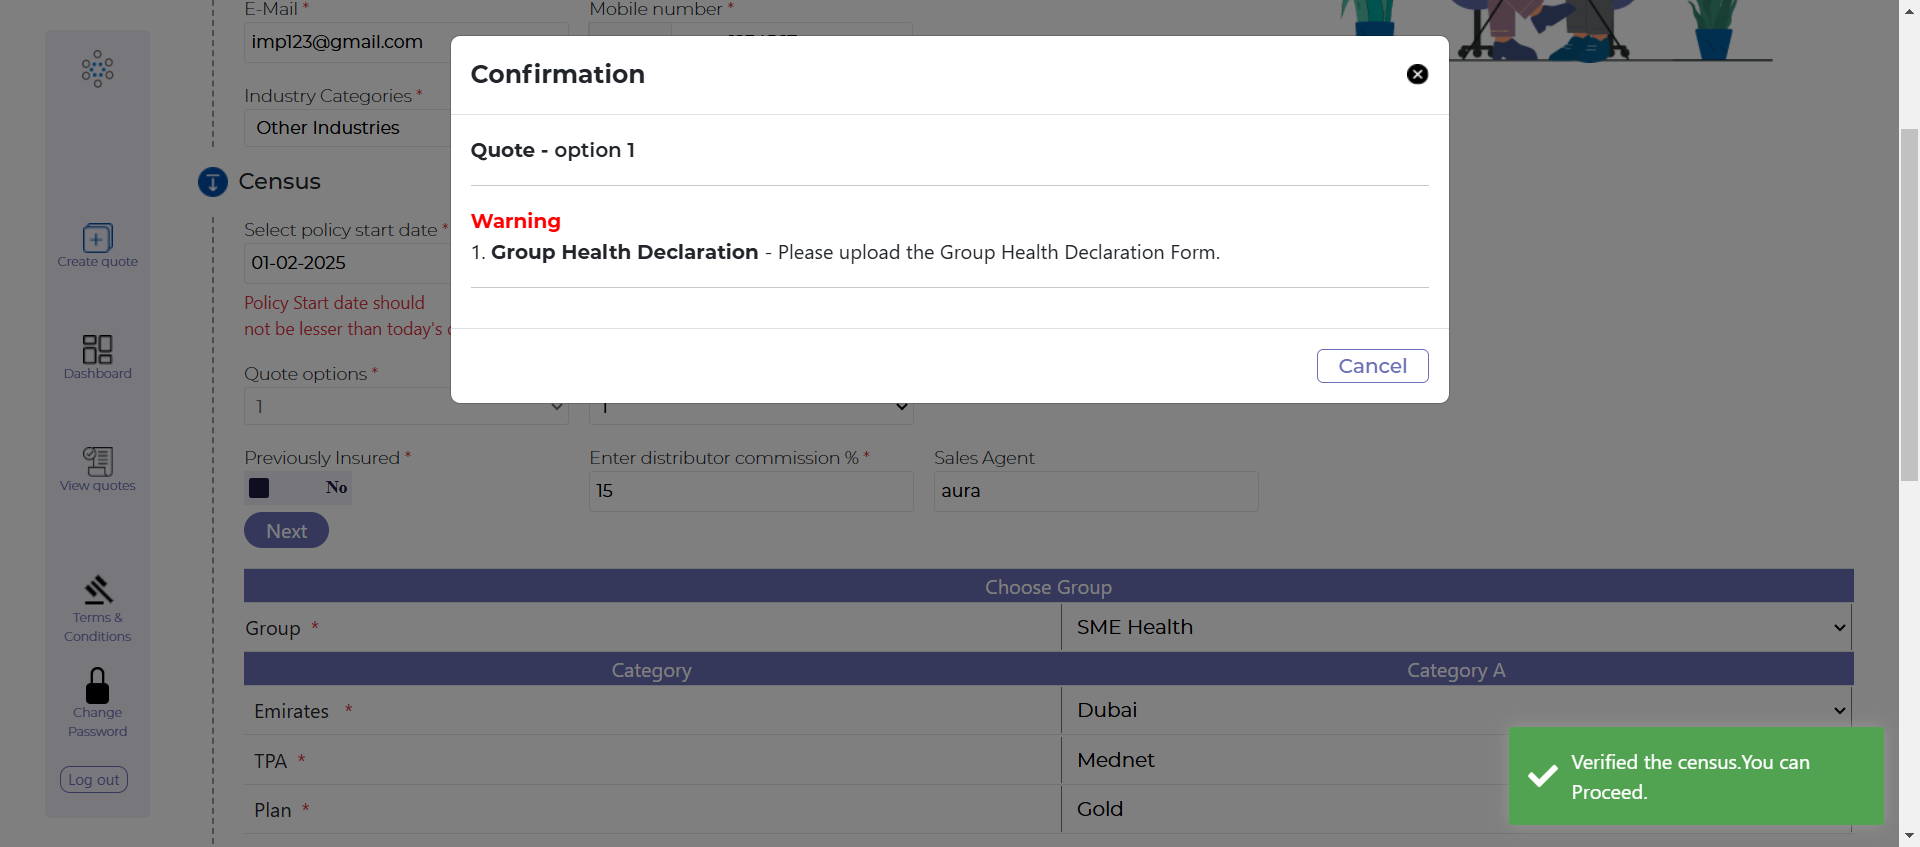 E-Mail *
Mobile number *
imp123@gmail.com
Confirmation
Industry Categories *
Other Industries
Quote - option 1
Census
Warning
1. Group Health Declaration - Please upload the Group Health Declaration Form.
Select policy start date *
01-02-2025
Create quote
Policy Start date should
not be lesser than today's
Dashboard
Cancel
Quote options *
1
1
Previously Insured *
Enter distributor commission % *
Sales Agent
No
15
aura
View quotes
Next
Choose Group
Group *
SME Health
Terms &
Conditions
Category
Category A
Emirates *
Dubai
Change
Password
TPA *
Mednet
Verified the census.You can
Proceed.
Log out
Plan *
Gold